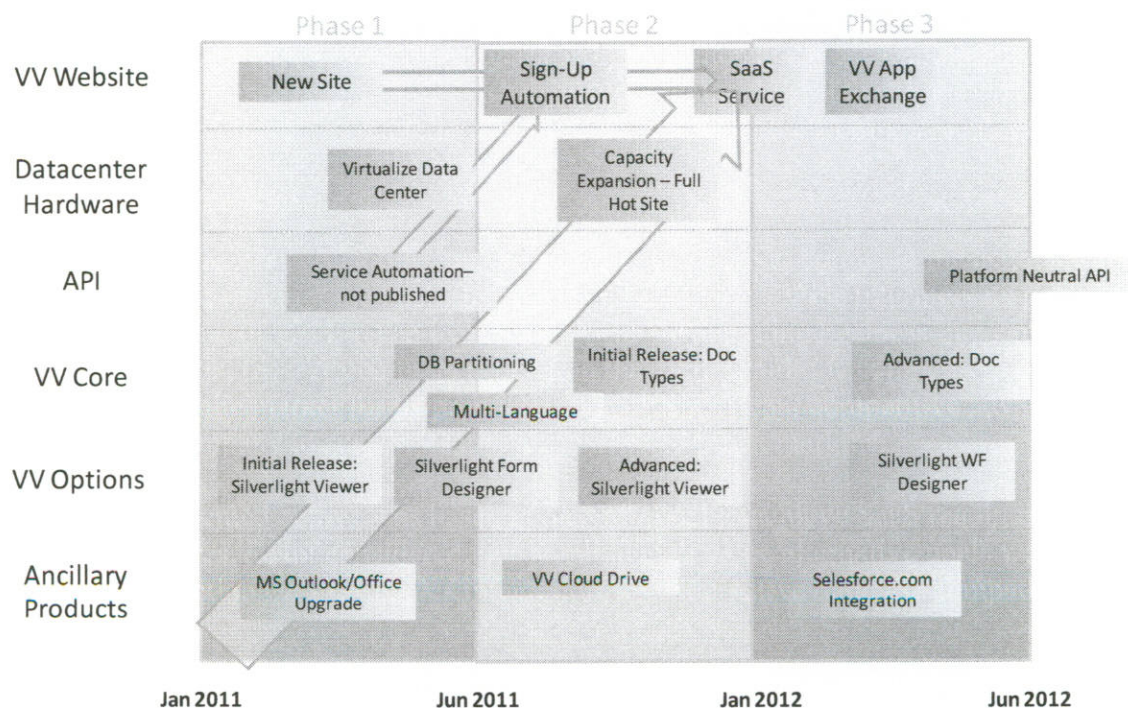 Phase 1 Phase 2 Phase 3
VV Website
New Site
Sign-Up
Automation
SaaS
Service
VV App
Exchange
Datacenter
Hardware
Virtualize Data
Center
Capacity
Expansion – Full
Hot Site
API
Service Automation–
not published
Platform Neutral API
VV Core
DB Partitioning
Initial Release: Doc
Types
Advanced: Doc
Types
Multi-Language
VV Options
Initial Release:
Silverlight Viewer
Silverlight Form
Designer
Advanced:
Silverlight Viewer
Silverlight WF
Designer
Ancillary
Products
MS Outlook/Office
Upgrade
VV Cloud Drive
Selesforce.com
Integration
Jan 2011 Jun 2011 Jan 2012 Jun 2012